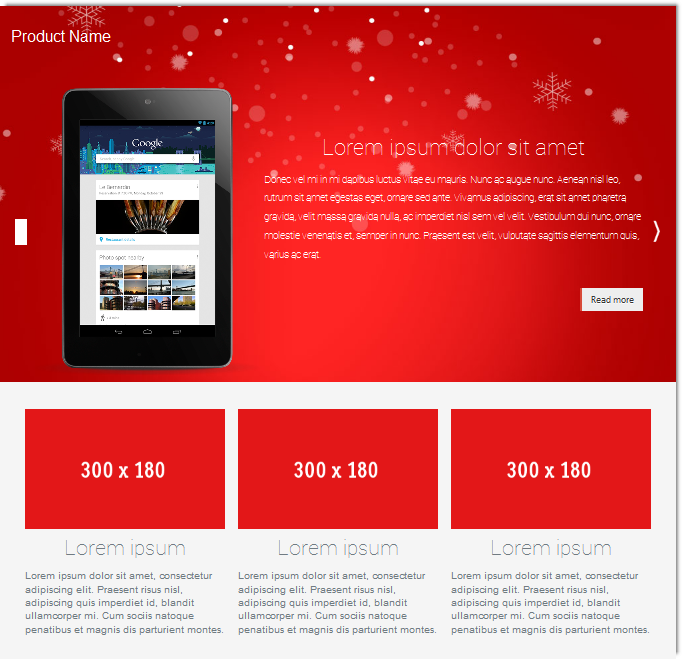 Product Name
Google
Le Bernardin
Restaurant details
Photo spot nearby
Lorem ipsum dolor sit amet
Donec vel mi in mi dapibus luctus vitae eu mauris. Nunc ac augue nunc. Aenean nisl leo,
rutrum sit amet egestas eget, ornare sed ante. Vivamus adipiscing, erat sit amet pharetra
gravida, velit massa gravida nulla, ac imperdiet nisl sem vel velit. Vestibulum dui nunc, ornare
molestie venenatis et, semper in nunc. Praesent est velit, vulputate sagittis elementum quis,
varius ac erat.
Read more
300 x 180
300 x 180
300 x 180
Lorem ipsum
Lorem ipsum dolor sit amet, consectetur
adipiscing elit. Praesent risus nisl,
adipiscing quis imperdiet id, blandit
ullamcorper mi. Cum sociis natoque
penatibus et magnis dis parturient montes.
Lorem ipsum
Lorem ipsum dolor sit amet, consectetur
adipiscing elit. Praesent risus nisl,
adipiscing quis imperdiet id, blandit
ullamcorper mi. Cum sociis natoque
penatibus et magnis dis parturient montes.
Lorem ipsum
Lorem ipsum dolor sit amet, consectetur
adipiscing elit. Praesent risus nisl,
adipiscing quis imperdiet id, blandit
ullamcorper mi. Cum sociis natoque
penatibus et magnis dis parturient montes.